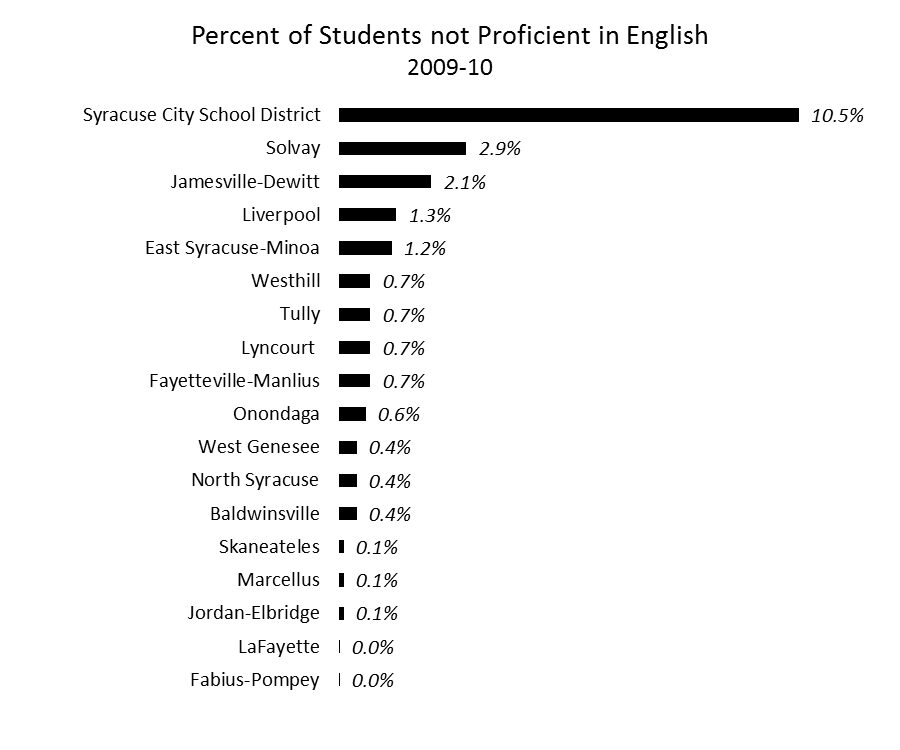 Percent of Students not Proficient in English
2009-10
Syracuse City School District 10.5%
Solvay 2.9%
Jamesville-Dewitt 2.1%
Liverpool 1.3%
East Syracuse-Minoa 1.2%
Westhill 0.7%
Tully 0.7%
Lyncourt 0.7%
Fayetteville-Manlius 0.7%
Onondaga 0.6%
West Genesee 0.4%
North Syracuse 0.4%
Baldwinsville 0.4%
Skaneateles 0.1%
Marcellus 0.1%
Jordan-Elbridge 0.1%
LaFayette 0.0%
Fabius-Pompey 0.0%